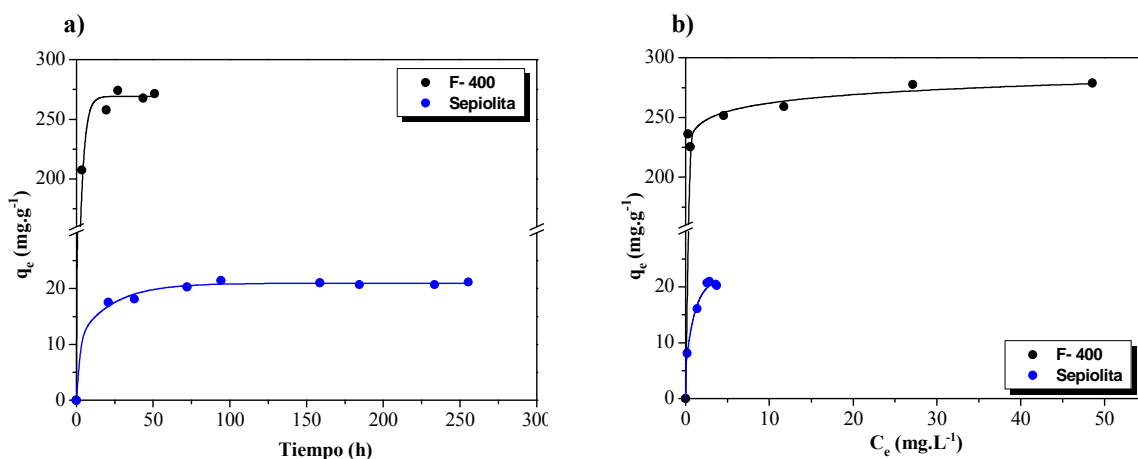 a)
300
250
200
20
10
0
q_e (mg.g⁻¹)
F- 400
Sepiolita
0 50 100 150 200 250 300
Tiempo (h)
b)
300
250
200
20
10
0
q_e (mg.g⁻¹)
F- 400
Sepiolita
0 10 20 30 40 50
C_e (mg.L⁻¹)